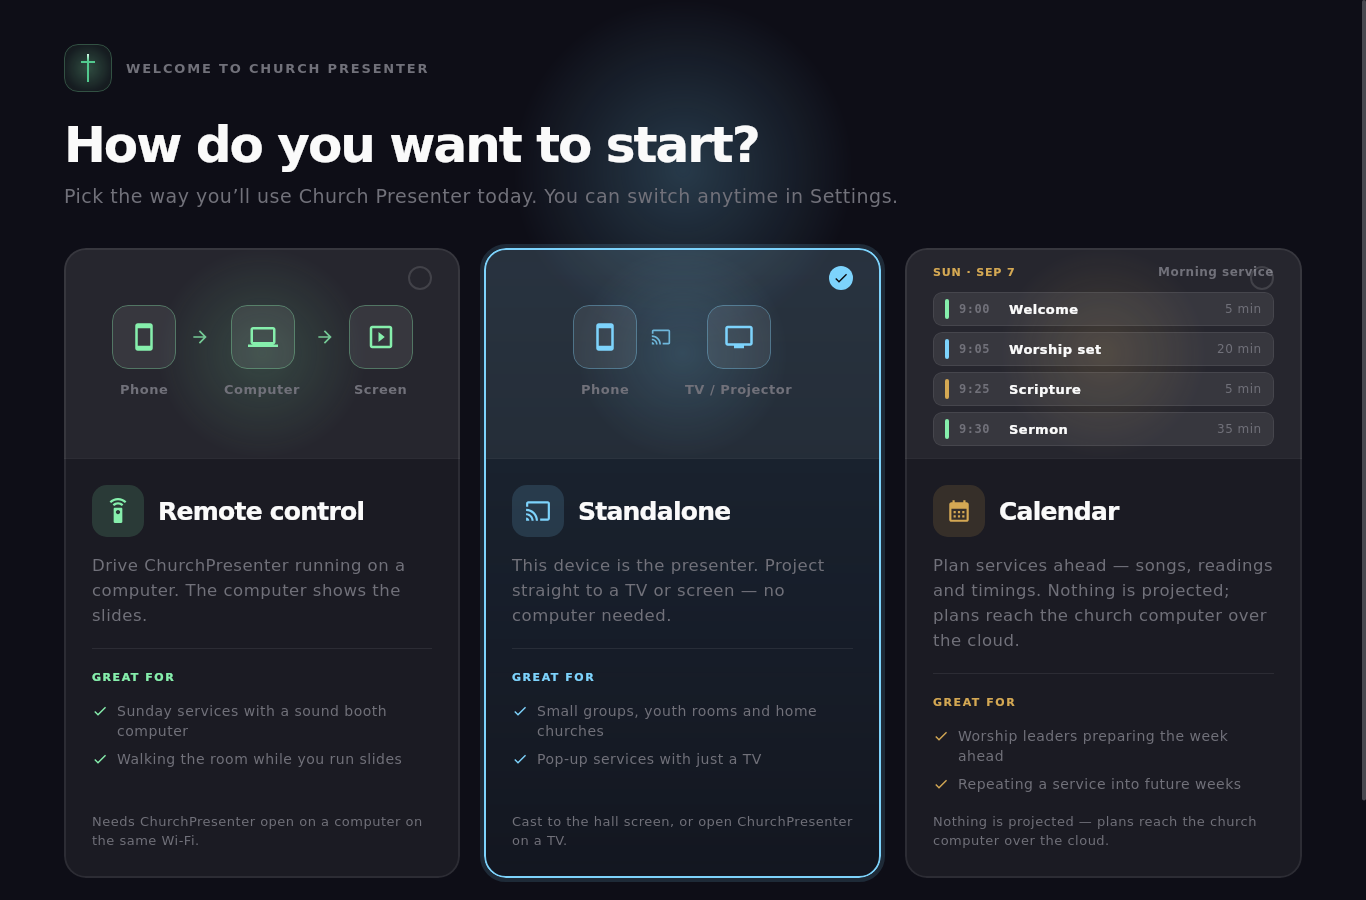 WELCOME TO CHURCH PRESENTER
How do you want to start?
Pick the way you’ll use Church Presenter today. You can switch anytime in Settings.
Phone
Computer
Screen
Remote control
Drive ChurchPresenter running on a
computer. The computer shows the
slides.
GREAT FOR
Sunday services with a sound booth
computer
Walking the room while you run slides
Needs ChurchPresenter open on a computer on
the same Wi-Fi.
Phone
TV / Projector
Standalone
This device is the presenter. Project
straight to a TV or screen — no
computer needed.
GREAT FOR
Small groups, youth rooms and home
churches
Pop-up services with just a TV
Cast to the hall screen, or open ChurchPresenter
on a TV.
SUN · SEP 7 Morning service
9:00 Welcome 5 min
9:05 Worship set 20 min
9:25 Scripture 5 min
9:30 Sermon 35 min
Calendar
Plan services ahead — songs, readings
and timings. Nothing is projected;
plans reach the church computer over
the cloud.
GREAT FOR
Worship leaders preparing the week
ahead
Repeating a service into future weeks
Nothing is projected — plans reach the church
computer over the cloud.